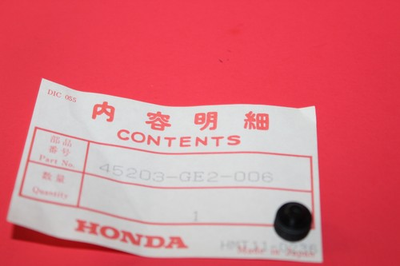 DIC 055
内容明細
CONTENTS
部品番号
Part No.
45203-GE2-006
数量
Quantity
1
HONDA
Made in Japan